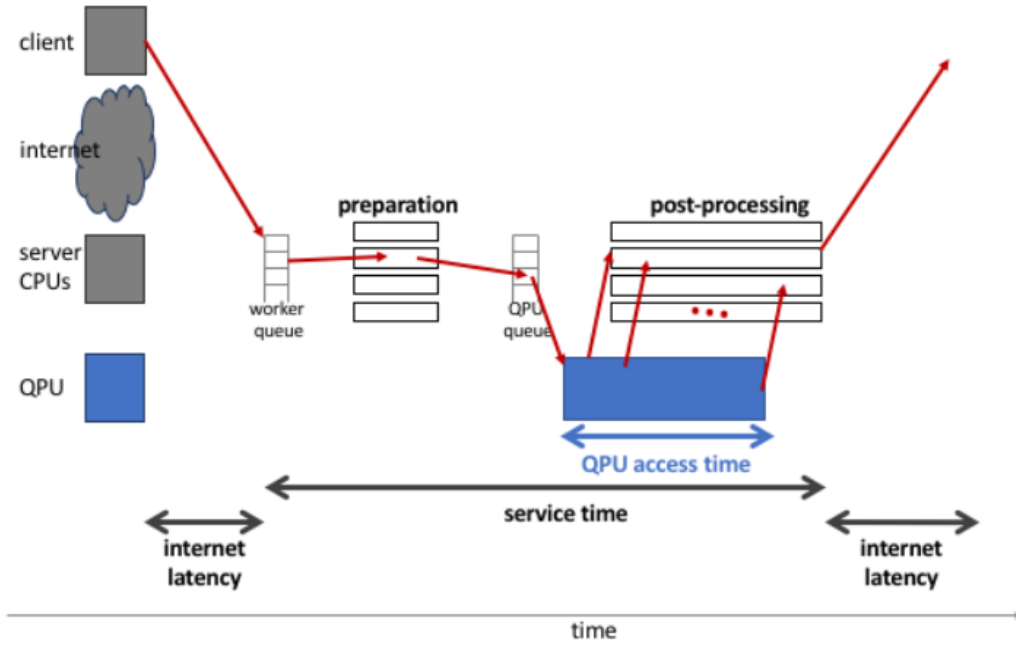 client
internet
server
CPUs
QPU
preparation
post-processing
worker
queue
QPU
queue
QPU access time
service time
internet
latency
internet
latency
time